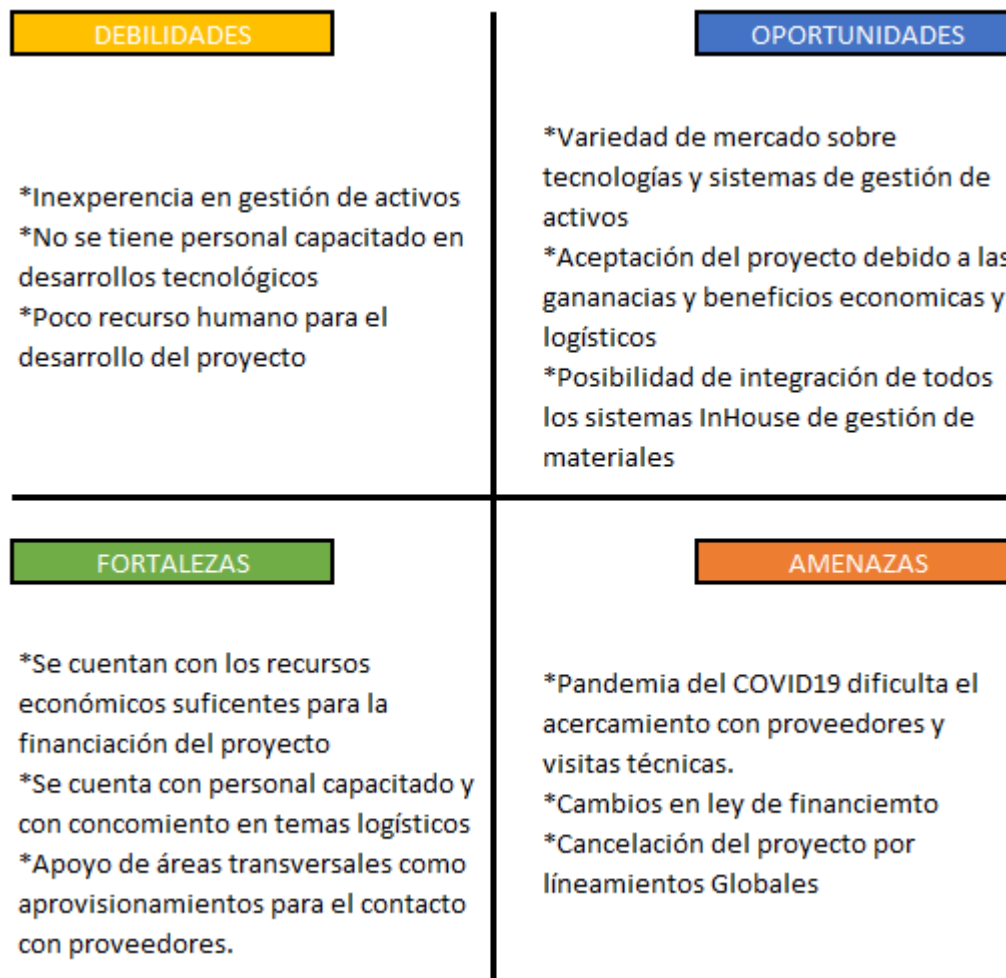 DEBILIDADES
*Inexperencia en gestión de activos
*No se tiene personal capacitado en
desarrollos tecnológicos
*Poco recurso humano para el
desarrollo del proyecto
OPORTUNIDADES
*Variedad de mercado sobre
tecnologías y sistemas de gestión de
activos
*Aceptación del proyecto debido a las
gananacias y beneficios economicas y
logísticos
*Posibilidad de integración de todos
los sistemas InHouse de gestión de
materiales
FORTALEZAS
*Se cuentan con los recursos
económicos suficentes para la
financiación del proyecto
*Se cuenta con personal capacitado y
con concomiento en temas logísticos
*Apoyo de áreas transversales como
aprovisionamientos para el contacto
con proveedores.
AMENAZAS
*Pandemia del COVID19 dificulta el
acercamiento con proveedores y
visitas técnicas.
*Cambios en ley de financiemto
*Cancelación del proyecto por
líneamientos Globales